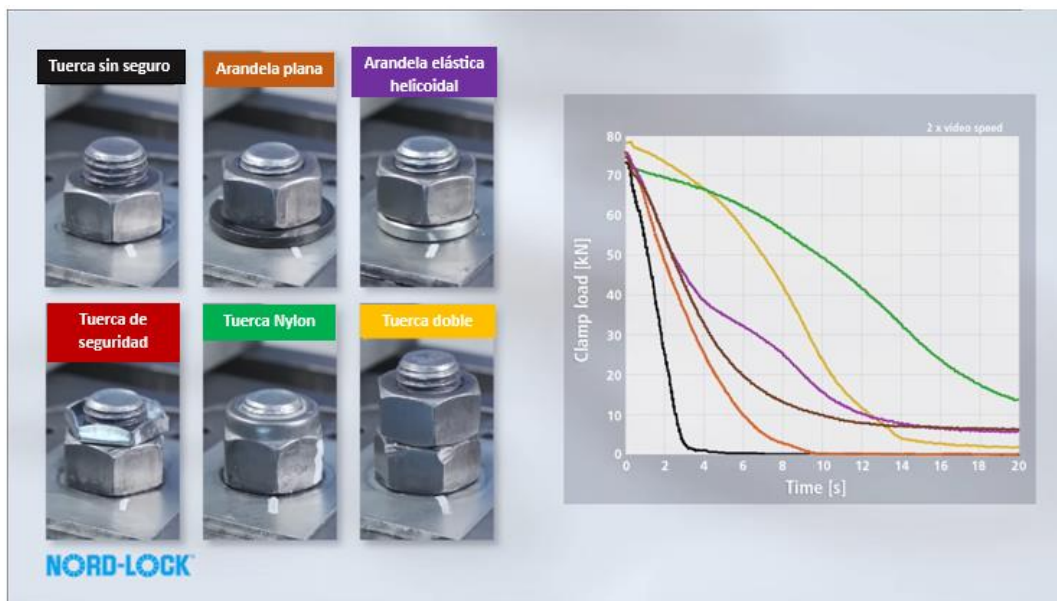 Tuerca sin seguro
Arandela plana
Arandela elástica
helicoidal
Tuerca de
seguridad
Tuerca Nylon
Tuerca doble
NORD-LOCK™
2 x video speed
Clamp load [kN]
80
70
60
50
40
30
20
10
0
0 2 4 6 8 10 12 14 16 18 20
Time [s]